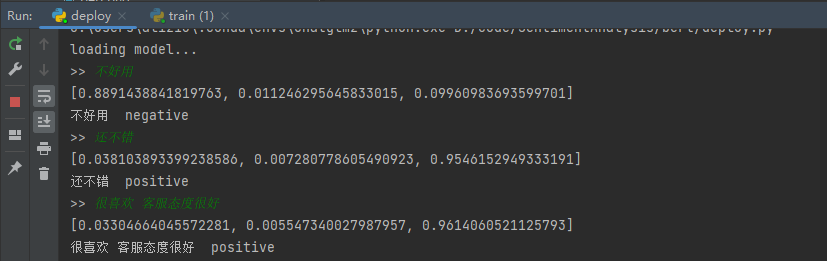 Run: deploy × train (1) ×
loading model...
>> 不好用
[0.8891438841819763, 0.011246295645833015, 0.09960983693599701]
不好用  negative
>> 还不错
[0.038103893399238586, 0.007280778605490923, 0.9546152949333191]
还不错  positive
>> 很喜欢 客服态度很好
[0.03304664045572281, 0.005547340027987957, 0.9614060521125793]
很喜欢 客服态度很好  positive